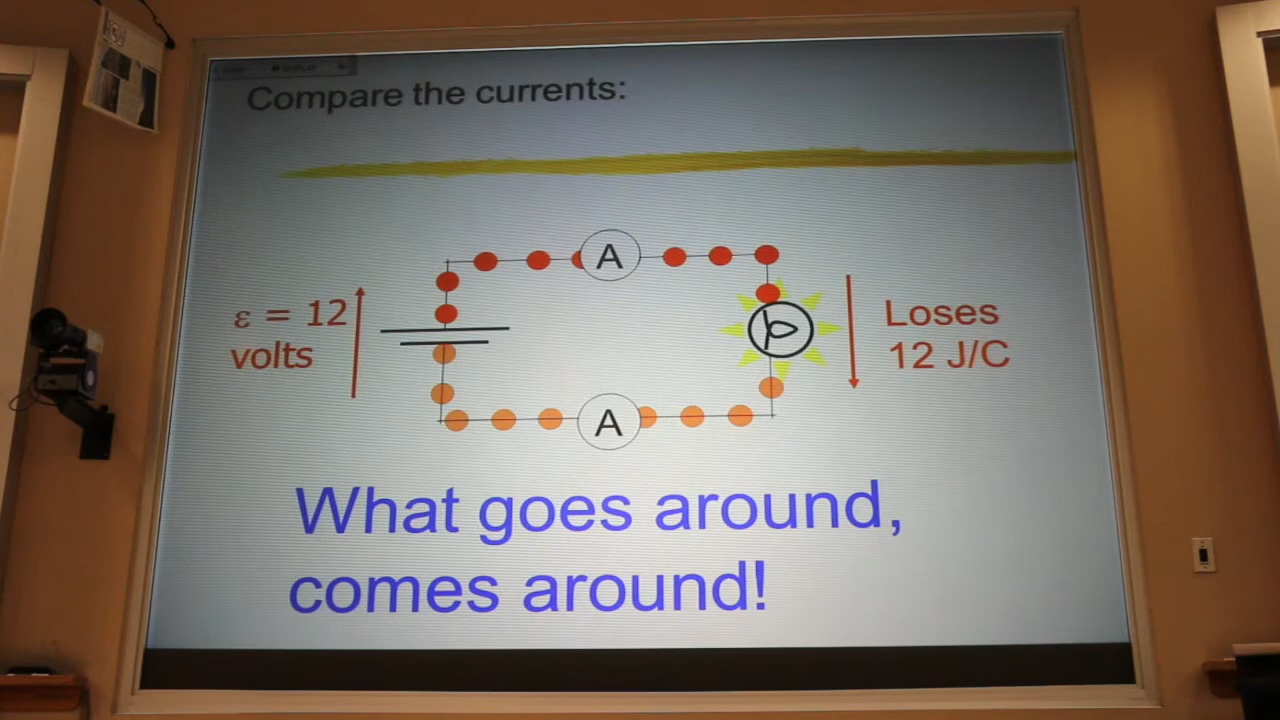 Compare the currents:
A
ε = 12
volts
Loses
12 J/C
A
What goes around,
comes around!